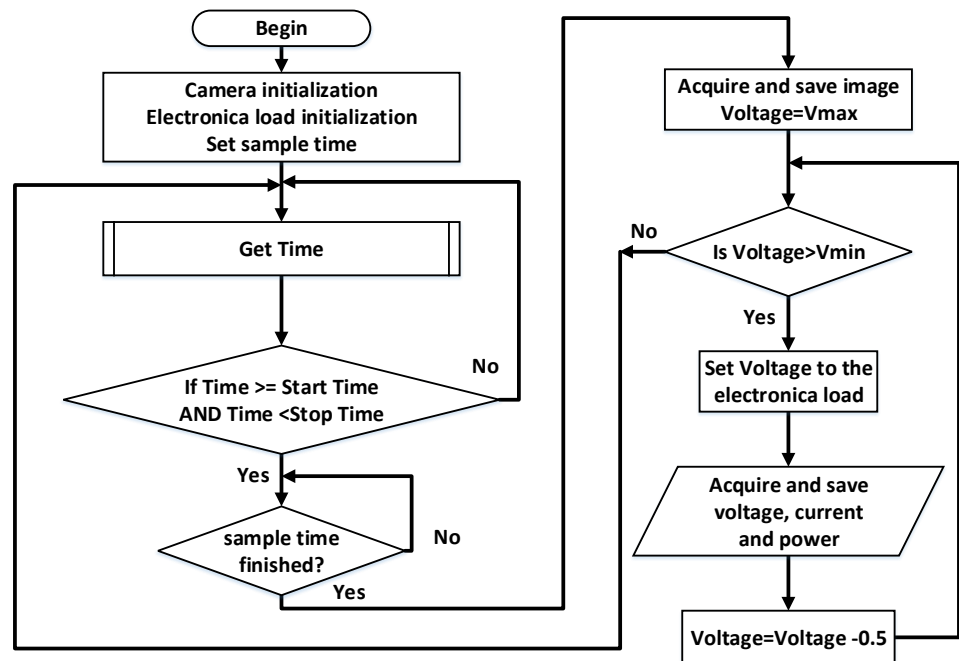 Begin
Camera initialization
Electronica load initialization
Set sample time
Get Time
If Time >= Start Time
AND Time <Stop Time
No
Yes
sample time
finished?
No
Yes
Acquire and save image
Voltage=Vmax
Is Voltage>Vmin
No
Yes
Set Voltage to the
electronica load
Acquire and save
voltage, current
and power
Voltage=Voltage -0.5